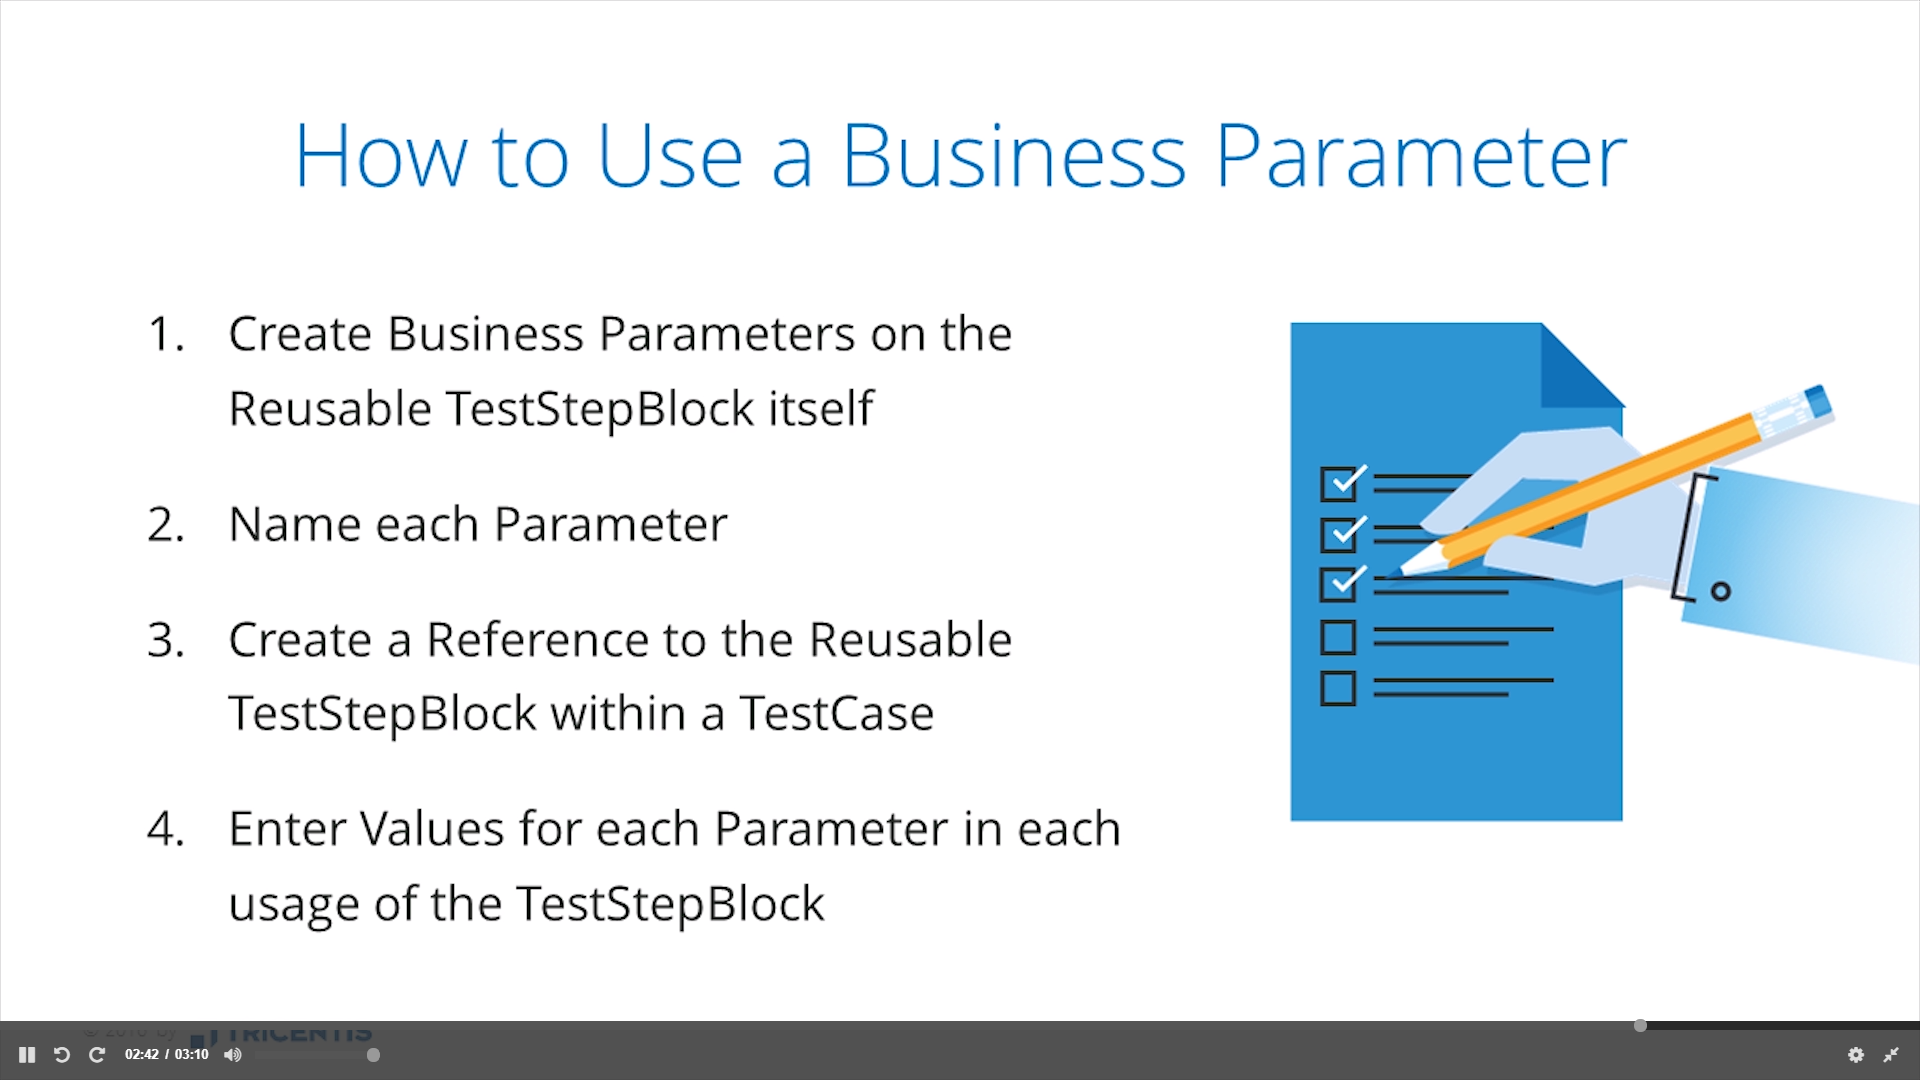 How to Use a Business Parameter
1. Create Business Parameters on the
Reusable TestStepBlock itself
2. Name each Parameter
3. Create a Reference to the Reusable
TestStepBlock within a TestCase
4. Enter Values for each Parameter in each
usage of the TestStepBlock
TRICENTIS
02:42 / 03:10